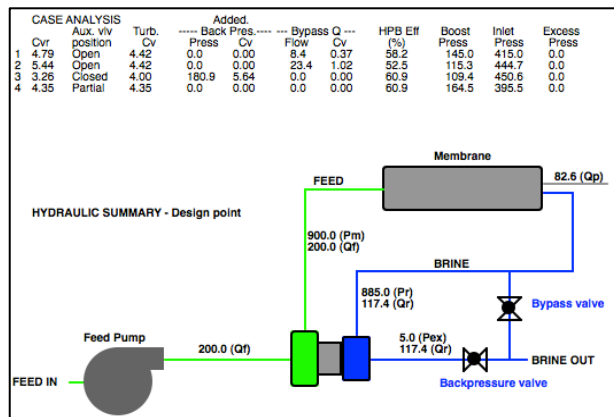 CASE ANALYSIS Added.
Aux. vlv Turb. ----- Back Pres.---- --- Bypass Q --- HPB Eff Boost Inlet Excess
Cvr position Cv Press Cv Flow Cv (%) Press Press Press
1 4.79 Open 4.42 0.0 0.00 8.4 0.37 58.2 145.0 415.0 0.0
2 5.44 Open 4.42 0.0 0.00 23.4 1.02 52.5 115.3 444.7 0.0
3 3.26 Closed 4.00 180.9 5.64 0.0 0.00 60.9 109.4 450.6 0.0
4 4.35 Partial 4.35 0.0 0.00 0.0 0.00 60.9 164.5 395.5 0.0
Membrane
FEED
82.6 (Qp)
HYDRAULIC SUMMARY - Design point
900.0 (Pm)
200.0 (Qf)
BRINE
885.0 (Pr)
117.4 (Qr)
Bypass valve
Feed Pump
200.0 (Qf)
5.0 (Pex)
117.4 (Qr)
BRINE OUT
FEED IN
Backpressure valve